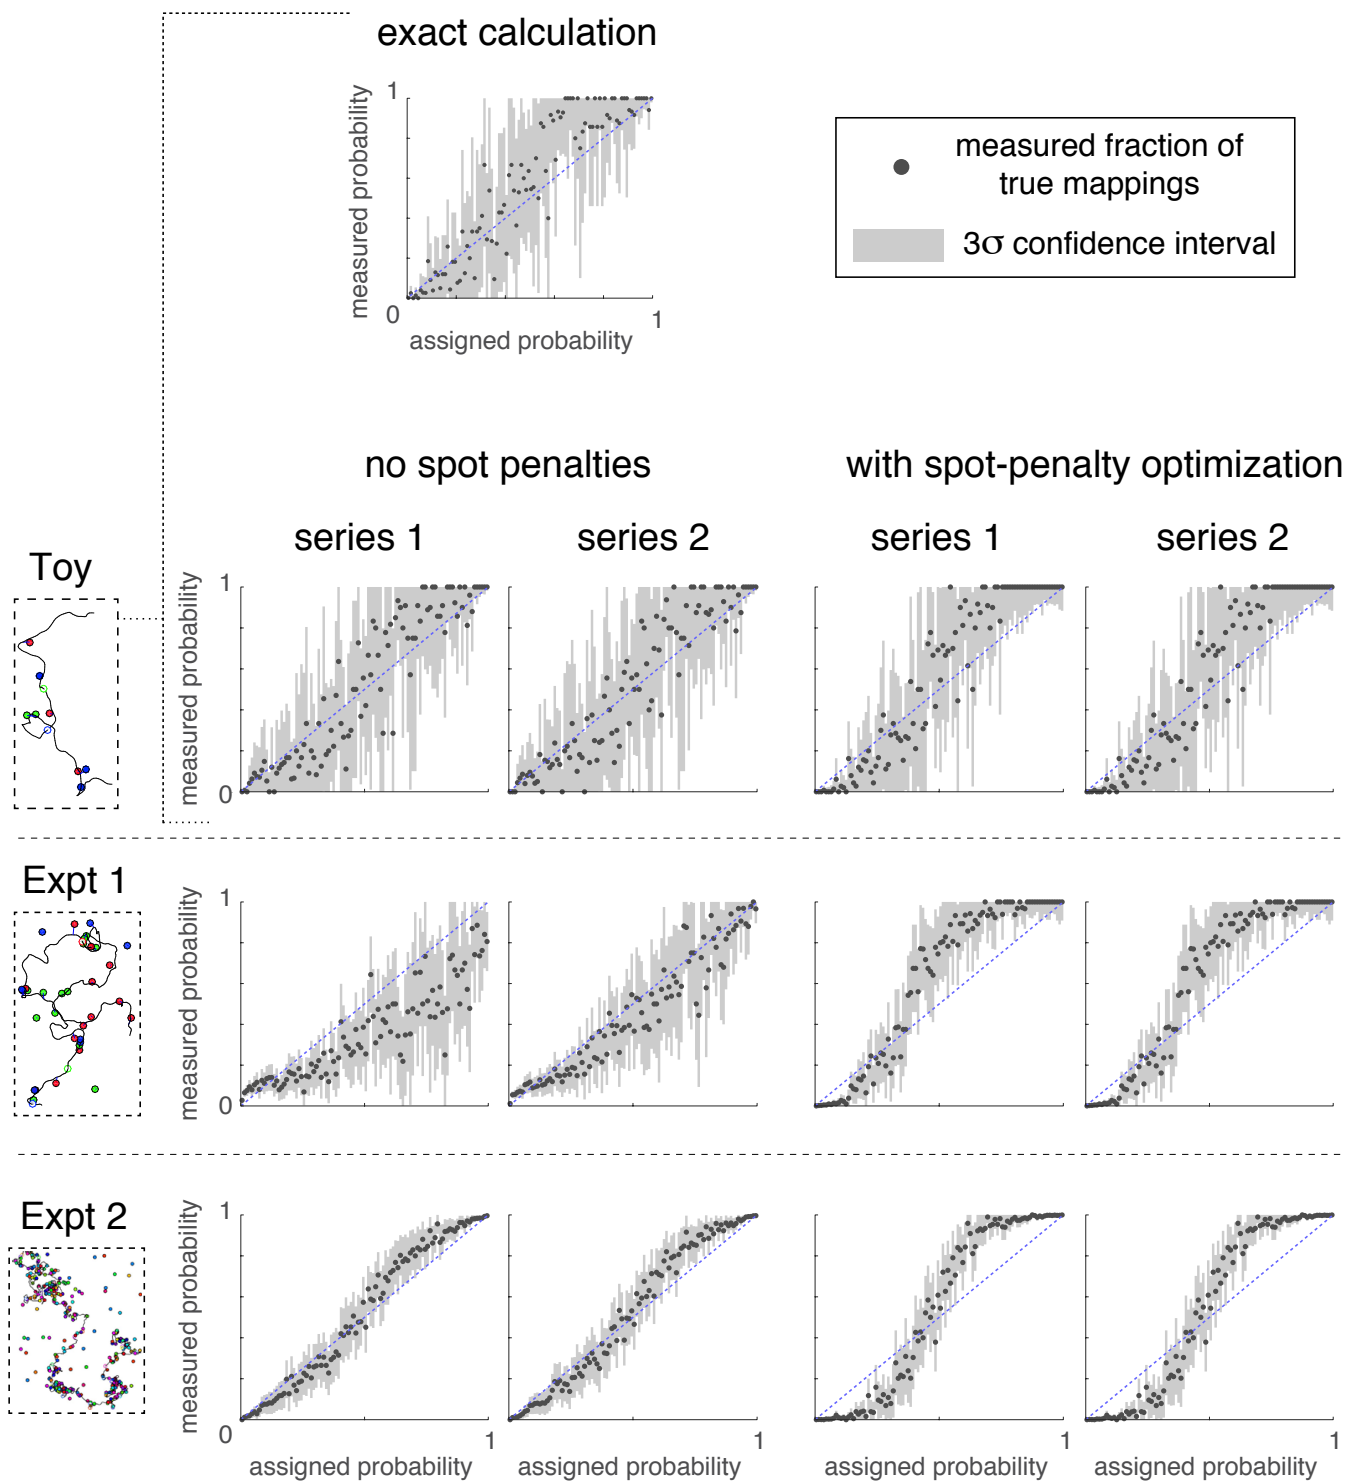 exact calculation
1
measured probability
0
1
assigned probability
measured fraction of
true mappings
3σ confidence interval
no spot penalties
with spot-penalty optimization
series 1
series 2
series 1
series 2
Toy
1
measured probability
0
Expt 1
1
measured probability
0
Expt 2
1
measured probability
0
1
1
1
1
assigned probability
assigned probability
assigned probability
assigned probability